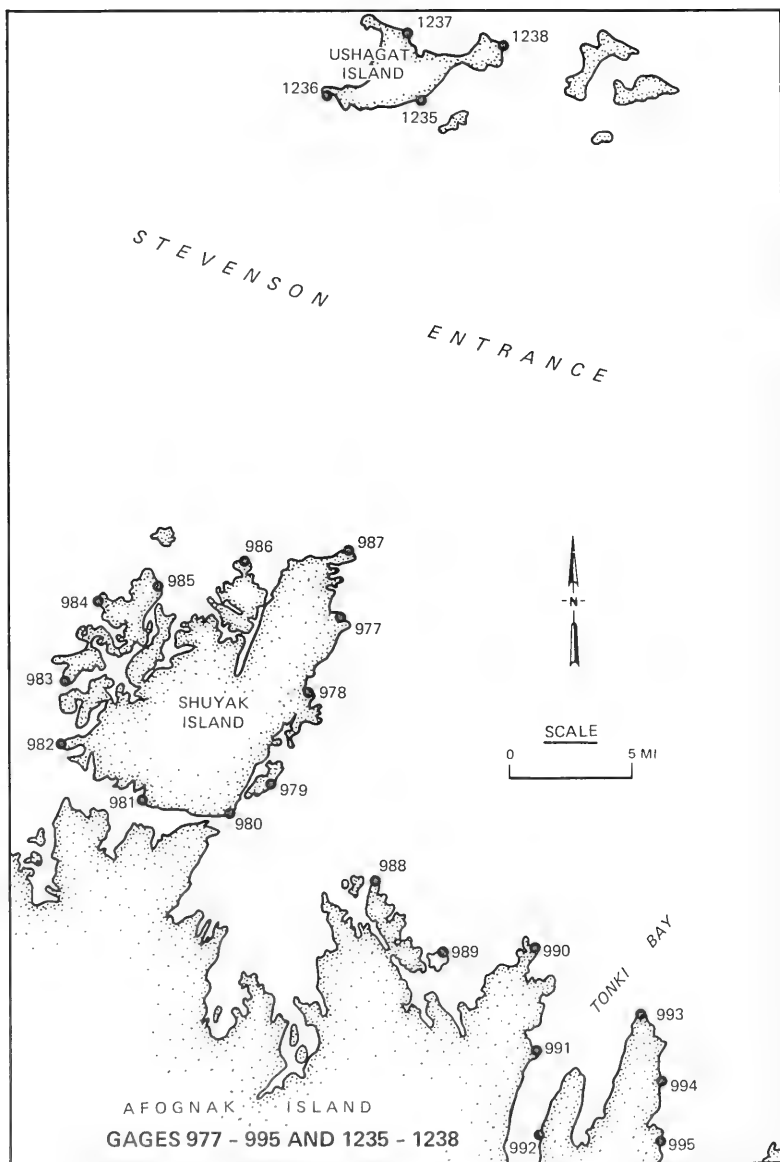 1237
1238
USHAGAT
ISLAND
1236
1235
STEVENSON
ENTRANCE
987
986
985
984
977
-N-
983
978
SHUYAK
ISLAND
SCALE
982
0 5 MI
979
981
980
988
989
990
TONKI BAY
993
991
994
AFOGNAK ISLAND
992
995
GAGES 977 - 995 AND 1235 - 1238